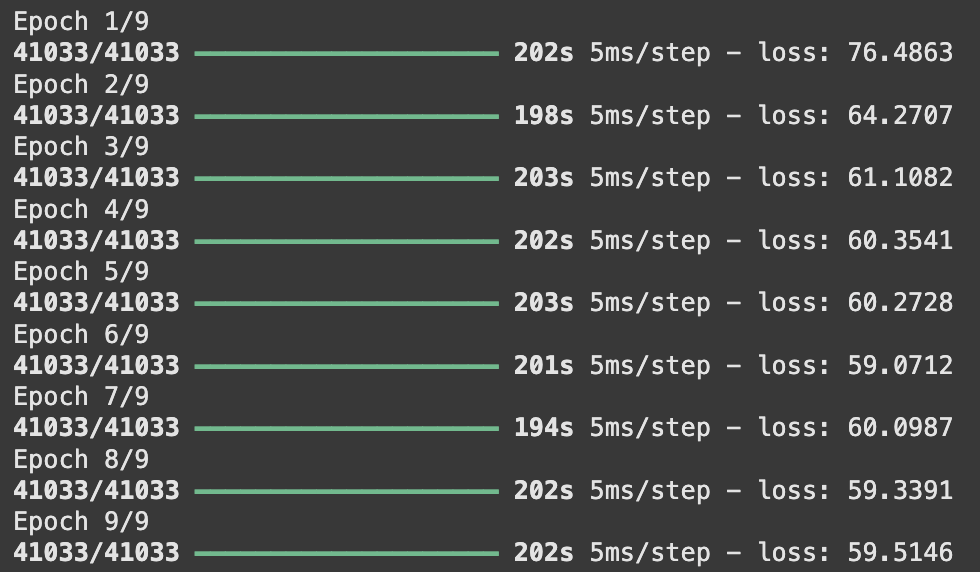 Epoch 1/9
41033/41033 ━━━━━━━━━━━━━━━━━━━━ 202s 5ms/step – loss: 76.4863
Epoch 2/9
41033/41033 ━━━━━━━━━━━━━━━━━━━━ 198s 5ms/step – loss: 64.2707
Epoch 3/9
41033/41033 ━━━━━━━━━━━━━━━━━━━━ 203s 5ms/step – loss: 61.1082
Epoch 4/9
41033/41033 ━━━━━━━━━━━━━━━━━━━━ 202s 5ms/step – loss: 60.3541
Epoch 5/9
41033/41033 ━━━━━━━━━━━━━━━━━━━━ 203s 5ms/step – loss: 60.2728
Epoch 6/9
41033/41033 ━━━━━━━━━━━━━━━━━━━━ 201s 5ms/step – loss: 59.0712
Epoch 7/9
41033/41033 ━━━━━━━━━━━━━━━━━━━━ 194s 5ms/step – loss: 60.0987
Epoch 8/9
41033/41033 ━━━━━━━━━━━━━━━━━━━━ 202s 5ms/step – loss: 59.3391
Epoch 9/9
41033/41033 ━━━━━━━━━━━━━━━━━━━━ 202s 5ms/step – loss: 59.5146